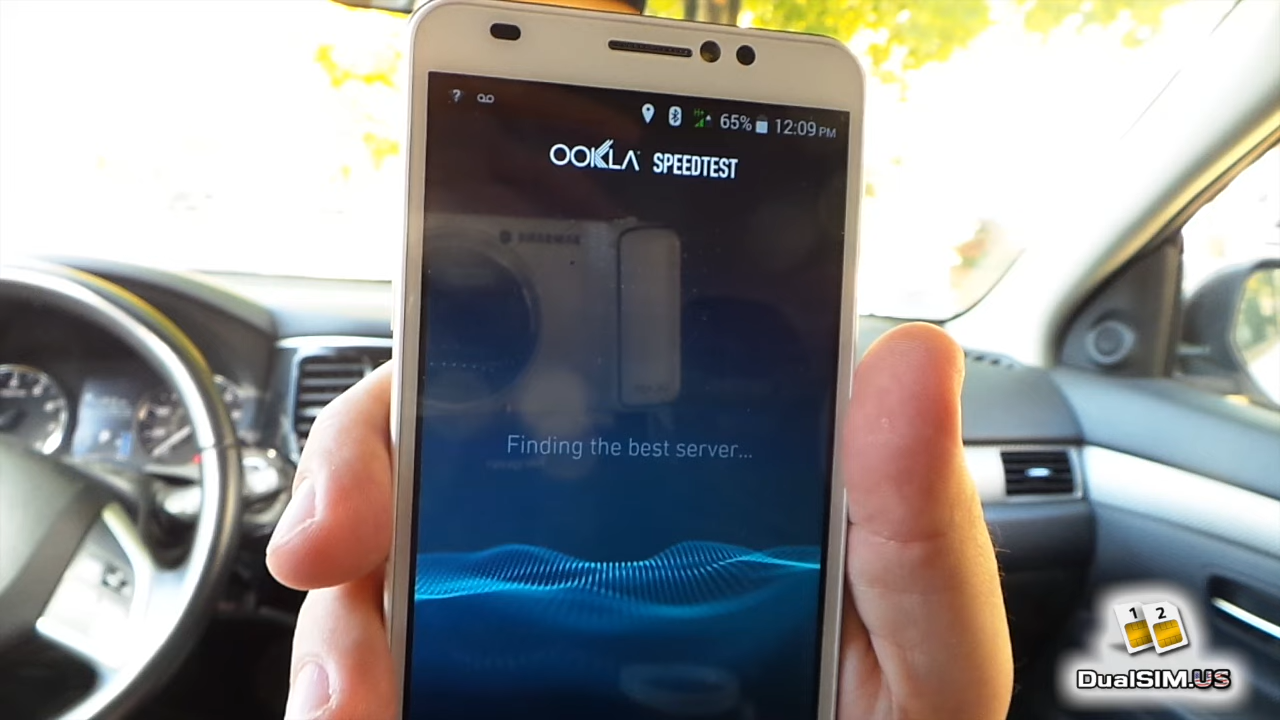 ? 65% 12:09 PM
OOKLA SPEEDTEST
Finding the best server...
1 2
DualSIM.US